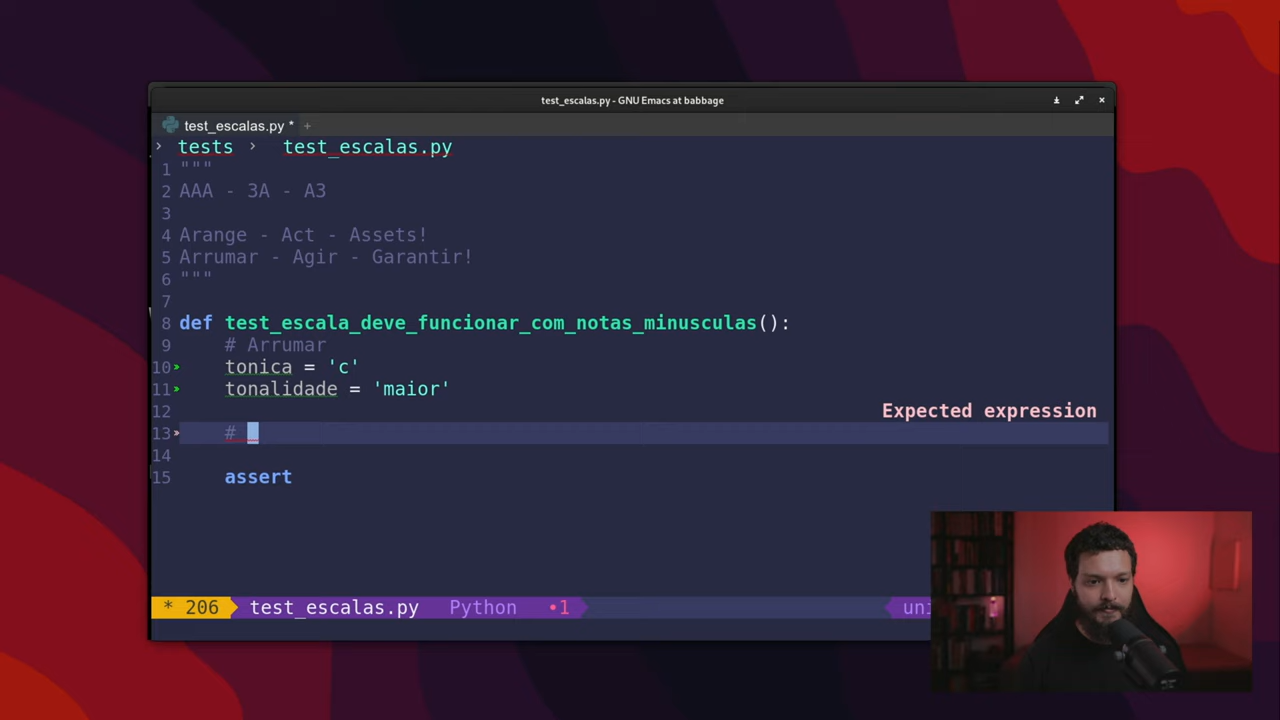 test_escalas.py - GNU Emacs at babbage
test_escalas.py * +
› tests › test_escalas.py
1 """
2 AAA - 3A - A3
3
4 Arange - Act - Assets!
5 Arrumar - Agir - Garantir!
6 """
7
8 def test_escala_deve_funcionar_com_notas_minusculas():
9 # Arrumar
10 tonica = 'c'
11 tonalidade = 'maior'
12 Expected expression
13 #
14
15 assert
* 206 test_escalas.py Python •1 uni